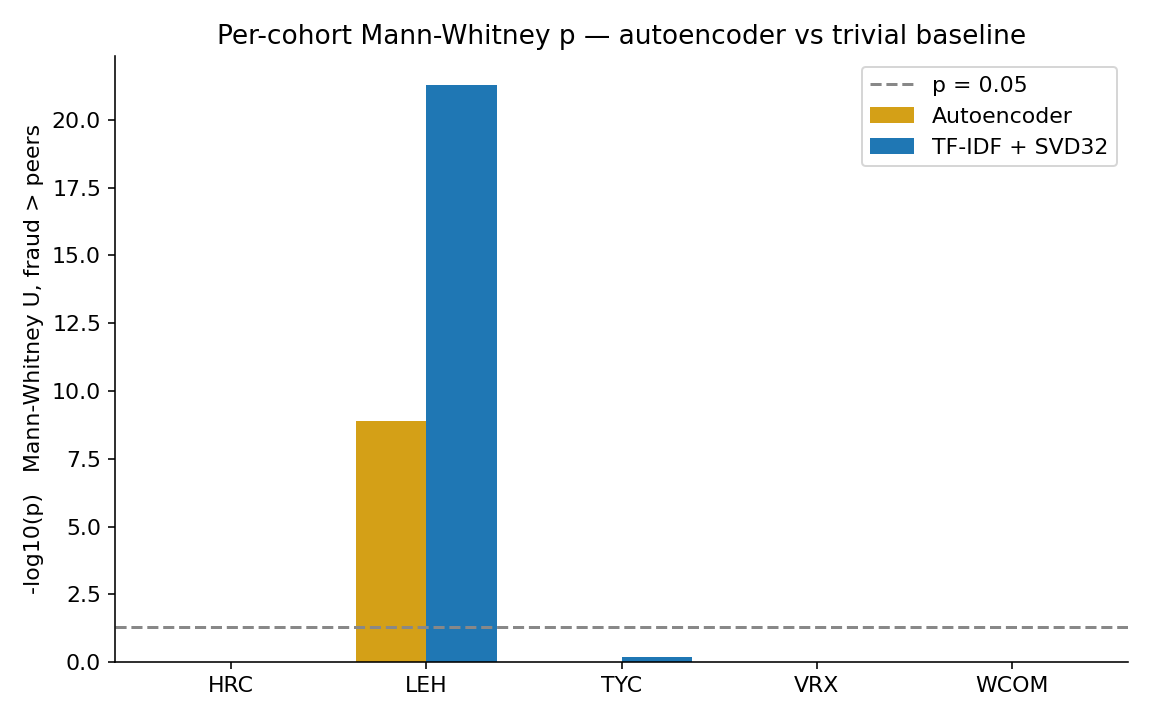 Per-cohort Mann-Whitney p — autoencoder vs trivial baseline
-log10(p)   Mann-Whitney U, fraud > peers
20.0
17.5
15.0
12.5
10.0
7.5
5.0
2.5
0.0
p = 0.05
Autoencoder
TF-IDF + SVD32
HRC
LEH
TYC
VRX
WCOM